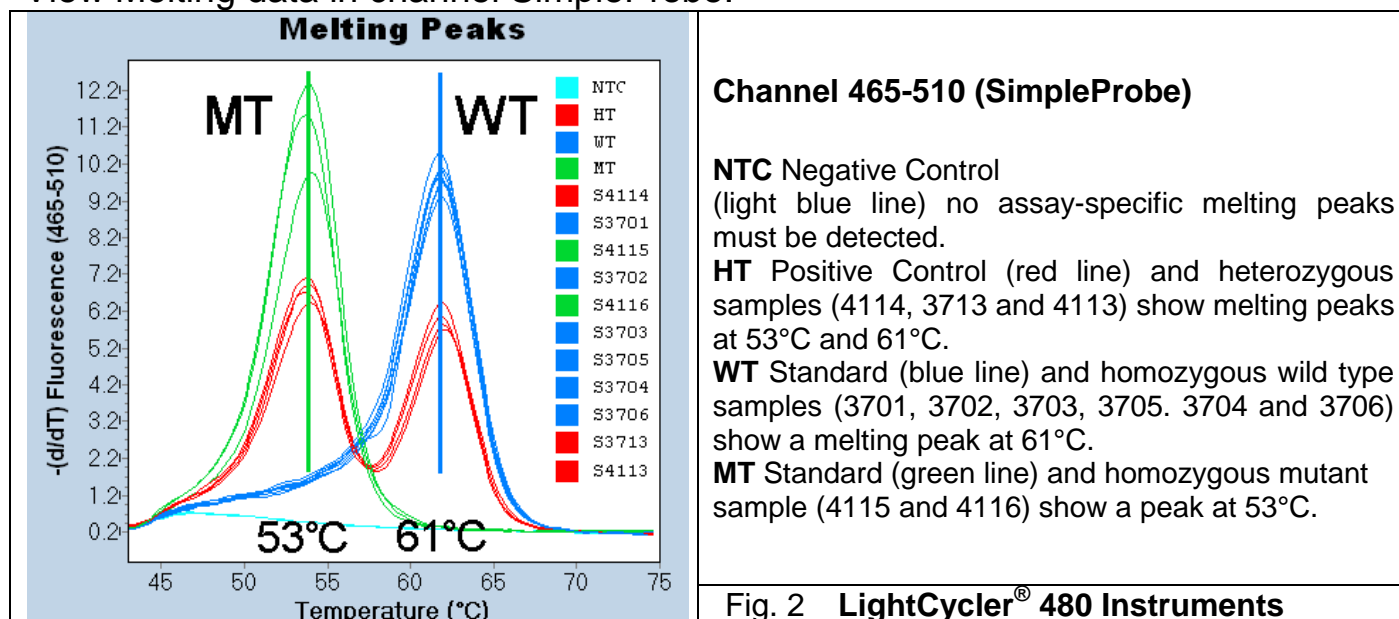 View Melting data in channel SimpleProbe.
Melting Peaks
12.2
11.2
10.2
9.2
8.2
7.2
6.2
5.2
4.2
3.2
2.2
1.2
0.2
-(d/dT) Fluorescence (465-510)
MT
WT
NTC
HT
WT
MT
S4114
S3701
S4115
S3702
S4116
S3703
S3705
S3704
S3706
S3713
S4113
53°C
61°C
45
50
55
60
65
70
75
Temperature (°C)
Channel 465-510 (SimpleProbe)
NTC Negative Control
(light blue line) no assay-specific melting peaks
must be detected.
HT Positive Control (red line) and heterozygous
samples (4114, 3713 and 4113) show melting peaks
at 53°C and 61°C.
WT Standard (blue line) and homozygous wild type
samples (3701, 3702, 3703, 3705. 3704 and 3706)
show a melting peak at 61°C.
MT Standard (green line) and homozygous mutant
sample (4115 and 4116) show a peak at 53°C.
Fig. 2 LightCycler® 480 Instruments